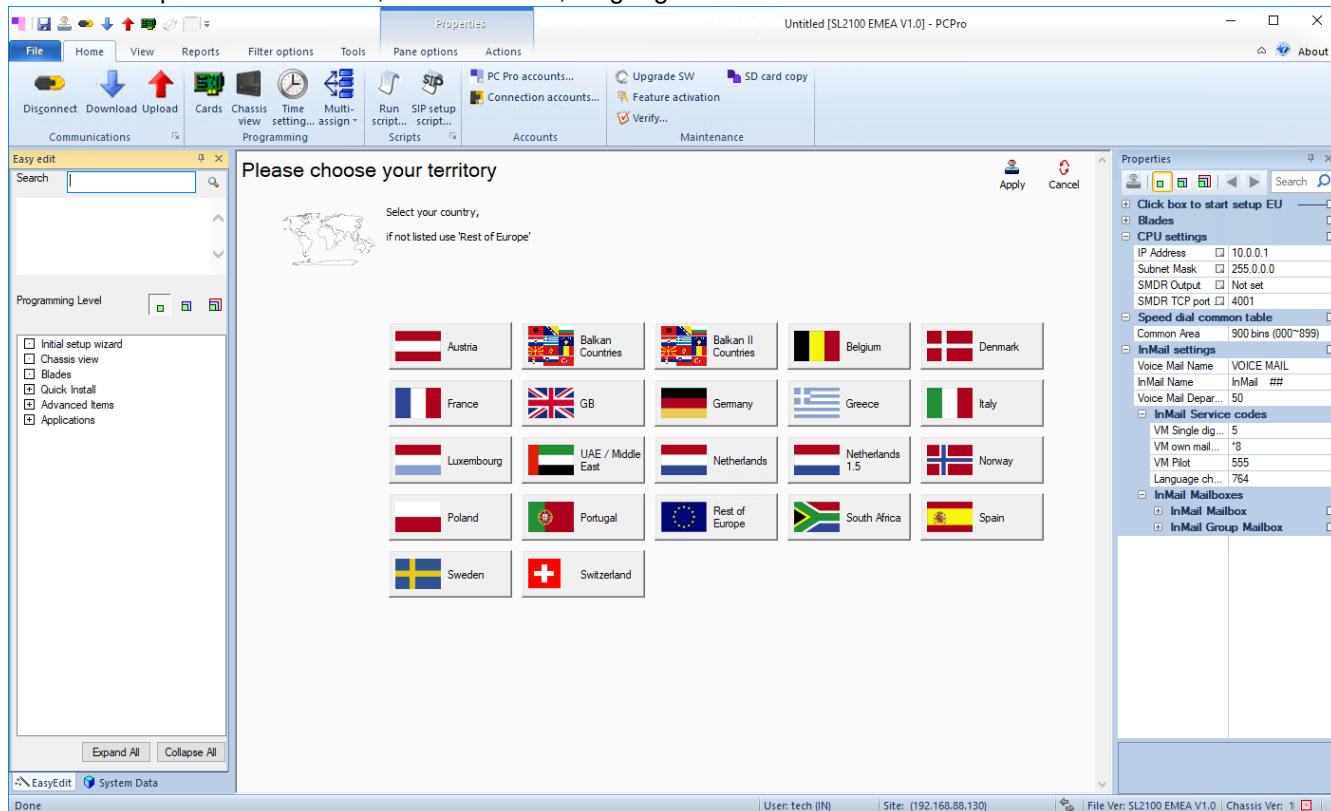 Properties
Untitled [SL2100 EMEA V1.0] - PCPro
File Home View Reports Filter options Tools Pane options Actions About
Disconnect Download Upload
Communications
Cards Chassis view Time setting... Multi-assign
Programming
Run script... SIP setup script...
Scripts
PC Pro accounts...
Connection accounts...
Accounts
Upgrade SW SD card copy
Feature activation
Verify...
Maintenance
Easy edit
Search
Programming Level
Initial setup wizard
Chassis view
Blades
Quick Install
Advanced Items
Applications
Expand All Collapse All
EasyEdit System Data
Please choose your territory
Apply Cancel
Select your country,
if not listed use 'Rest of Europe'
Austria
Balkan Countries
Balkan II Countries
Belgium
Denmark
France
GB
Germany
Greece
Italy
Luxembourg
UAE / Middle East
Netherlands
Netherlands 1.5
Norway
Poland
Portugal
Rest of Europe
South Africa
Spain
Sweden
Switzerland
Properties
Search
Click box to start setup EU
Blades
CPU settings
IP Address 10.0.0.1
Subnet Mask 255.0.0.0
SMDR Output Not set
SMDR TCP port 4001
Speed dial common table
Common Area 900 bins (000~899)
InMail settings
Voice Mail Name VOICE MAIL
InMail Name InMail ##
Voice Mail Depar... 50
InMail Service codes
VM Single dig... 5
VM own mail... *8
VM Pilot 555
Language ch... 764
InMail Mailboxes
InMail Mailbox
InMail Group Mailbox
Done
User: tech (IN)
Site: (192.168.88.130)
File Ver: SL2100 EMEA V1.0
Chassis Ver: 1